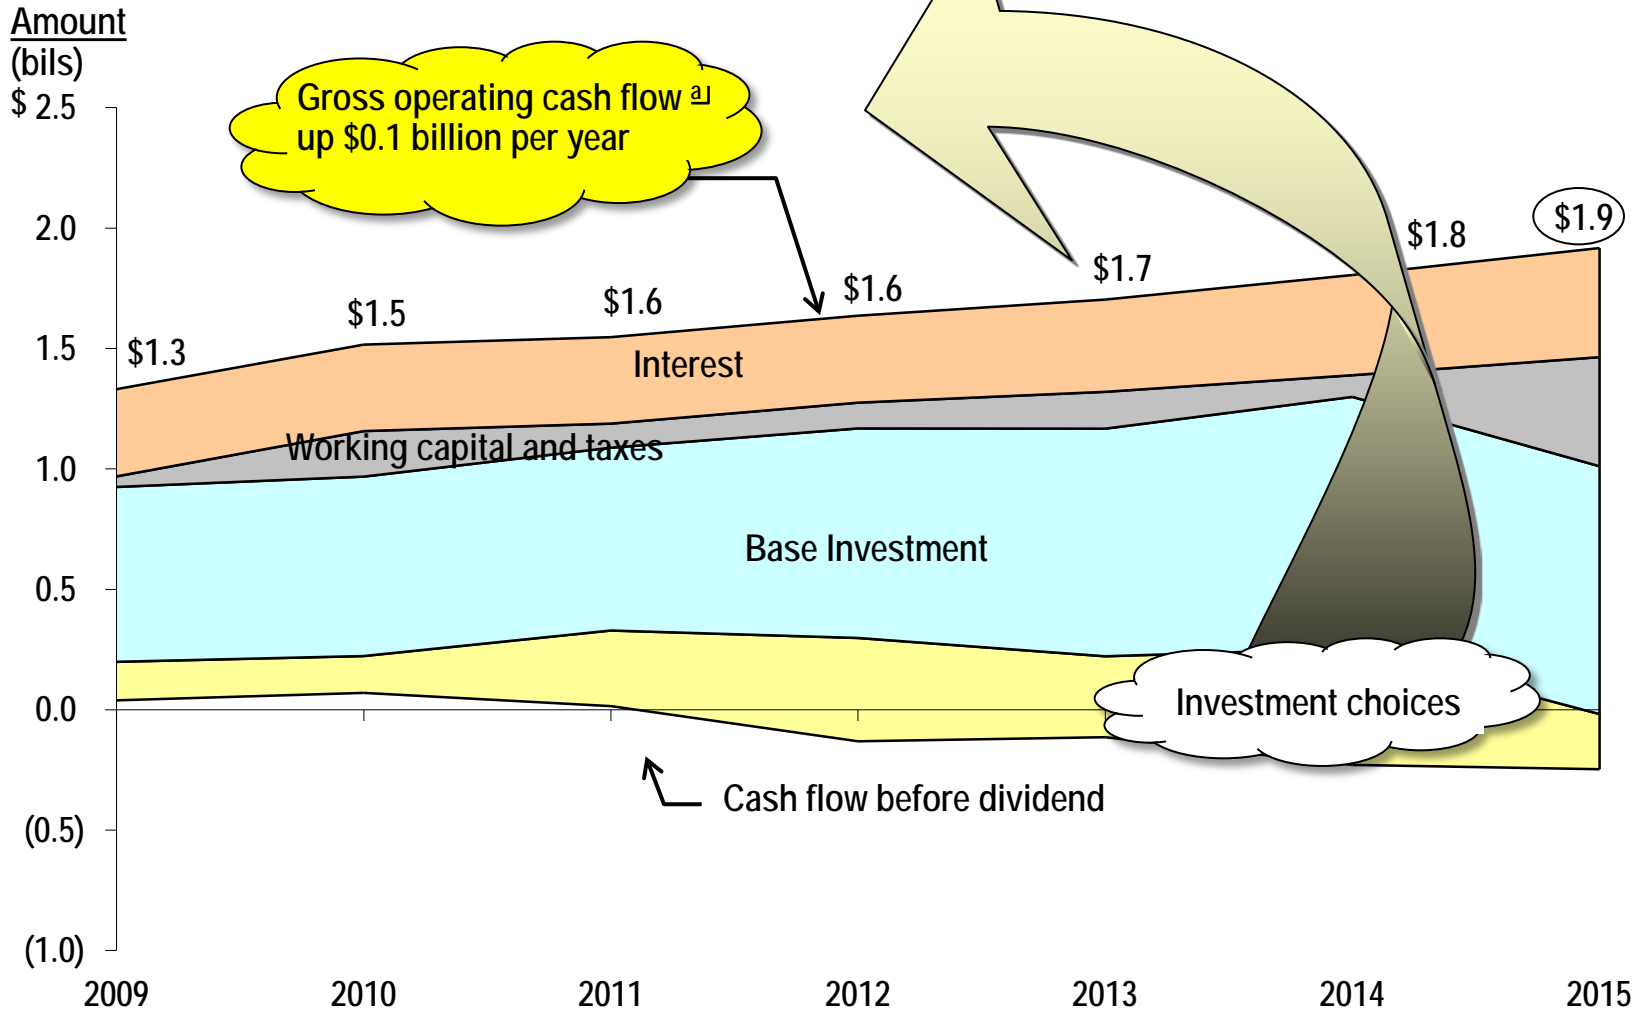 Amount
(bils)
$ 2.5
2.0
1.5
1.0
0.5
0.0
(0.5)
(1.0)
Gross operating cash flow a
up $0.1 billion per year
$1.3
$1.5
$1.6
$1.6
$1.7
$1.8
$1.9
Interest
Working capital and taxes
Base Investment
Investment choices
Cash flow before dividend
2009
2010
2011
2012
2013
2014
2015